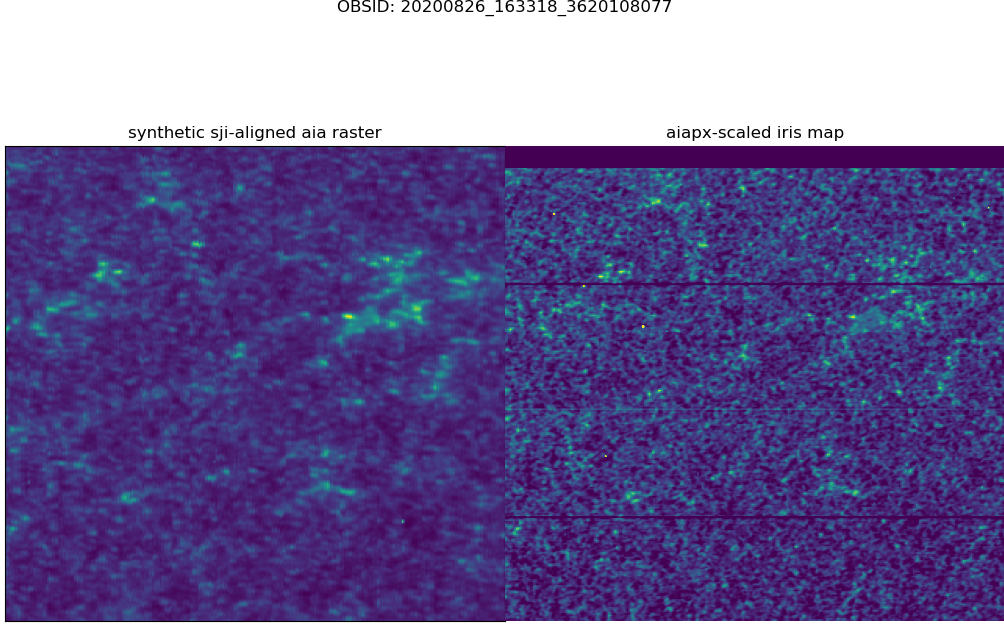 OBSID: 20200826_163318_3620108077
synthetic sji-aligned aia raster
aiapx-scaled iris map